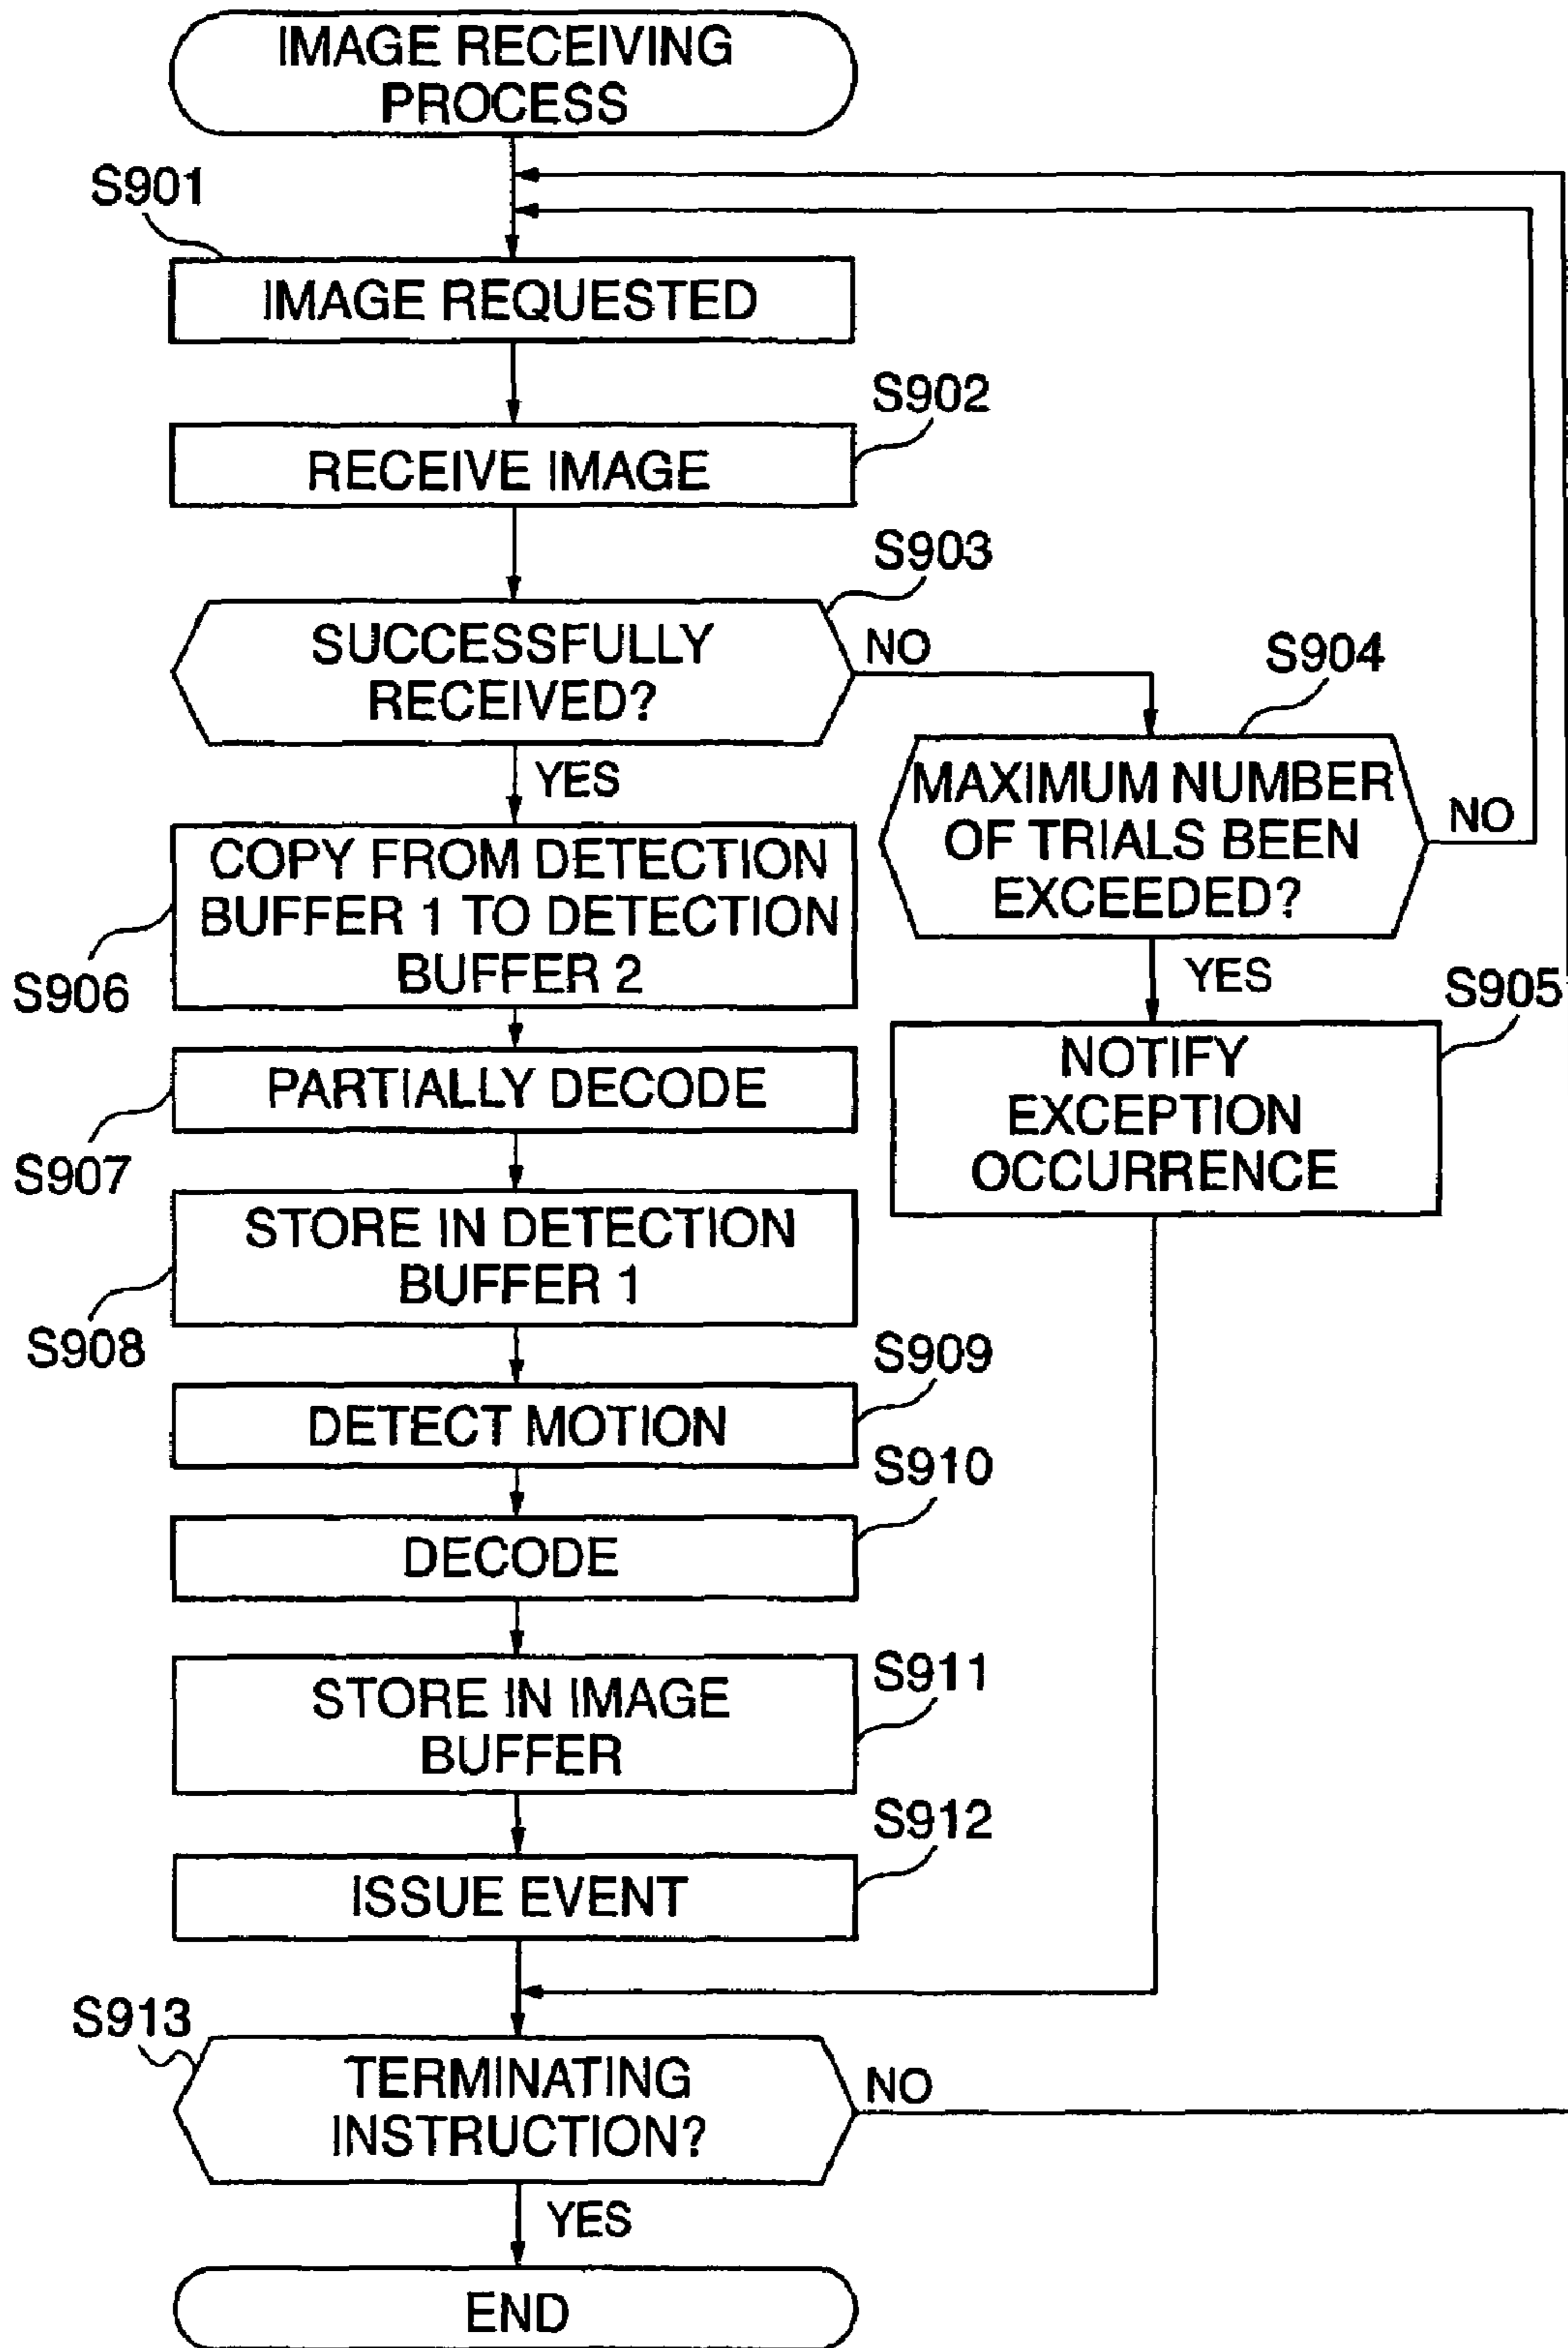 IMAGE RECEIVING
PROCESS
S901
IMAGE REQUESTED
S902
RECEIVE IMAGE
S903
SUCCESSFULLY
RECEIVED?
NO
YES
S904
MAXIMUM NUMBER
OF TRIALS BEEN
EXCEEDED?
NO
YES
S905
NOTIFY
EXCEPTION
OCCURRENCE
COPY FROM DETECTION
BUFFER 1 TO DETECTION
BUFFER 2
S906
PARTIALLY DECODE
S907
STORE IN DETECTION
BUFFER 1
S908
S909
DETECT MOTION
S910
DECODE
S911
STORE IN IMAGE
BUFFER
S912
ISSUE EVENT
S913
TERMINATING
INSTRUCTION?
NO
YES
END